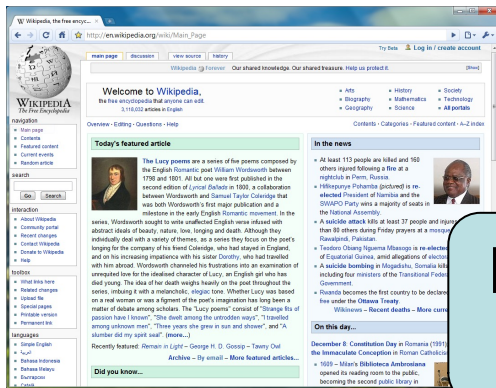 Wikipedia, the free encyc...
http://en.wikipedia.org/wiki/Main_Page
Try Beta Log in / create account
main page discussion view source history
Wikipedia Forever Our shared knowledge. Our shared treasure. Help us protect it. [Show]
WIKIPEDIA
The Free Encyclopedia
navigation
Main page
Contents
Featured content
Current events
Random article
search
Go Search
interaction
About Wikipedia
Community portal
Recent changes
Contact Wikipedia
Donate to Wikipedia
Help
toolbox
What links here
Related changes
Upload file
Special pages
Printable version
Permanent link
languages
Simple English
العربية
Bahasa Indonesia
Bahasa Melayu
Български
Català
Welcome to Wikipedia,
the free encyclopedia that anyone can edit.
3,118,032 articles in English
Arts
Biography
Geography
History
Mathematics
Science
Society
Technology
All portals
Overview · Editing · Questions · Help
Contents · Categories · Featured content · A–Z index
Today's featured article
The Lucy poems are a series of five poems composed by
the English Romantic poet William Wordsworth between
1798 and 1801. All but one were first published in the
second edition of Lyrical Ballads in 1800, a collaboration
between Wordsworth and Samuel Taylor Coleridge that
was both Wordsworth's first major publication and a
milestone in the early English Romantic movement. In the
series, Wordsworth sought to write unaffected English verse infused with
abstract ideals of beauty, nature, love, longing and death. Although they
individually deal with a variety of themes, as a series they focus on the poet's
longing for the company of his friend Coleridge, who had stayed in England,
and on his increasing impatience with his sister Dorothy, who had travelled
with him abroad. Wordsworth channeled his frustrations into an examination of
unrequited love for the idealised character of Lucy, an English girl who has
died young. The idea of her death weighs heavily on the poet throughout the
series, imbuing it with a melancholic, elegiac tone. Whether Lucy was based
on a real woman or was a figment of the poet's imagination has long been a
matter of debate among scholars. The "Lucy poems" consist of "Strange fits of
passion have I known", "She dwelt among the untrodden ways", "I travelled
among unknown men", "Three years she grew in sun and shower", and "A
slumber did my spirit seal". (more...)
Recently featured: Remain in Light – George H. D. Gossip – Tawny Owl
Archive – By email – More featured articles...
Did you know...
In the news
At least 113 people are killed and 160
others injured following a fire at a
nightclub in Perm, Russia.
Hifikepunye Pohamba (pictured) is re-
elected President of Namibia and the
SWAPO Party wins a majority of seats in
the National Assembly.
A suicide attack kills at least 37 people and injures
than 80 others during Friday prayers at a mosque
Rawalpindi, Pakistan.
Teodoro Obiang Nguema Mbasogo is re-elected
of Equatorial Guinea, amid allegations of elector
A suicide bombing in Mogadishu, Somalia kills
including four ministers of the Transitional Federal
Government.
Rwanda becomes the first country to be declared
free under the Ottawa Treaty.
Wikinews – Recent deaths – More curre
On this day...
December 8: Constitution Day in Romania (1991)
the Immaculate Conception in Roman Catholicism
1609 – Milan's Biblioteca Ambrosiana
opened its reading room to the public,
becoming the second public library in